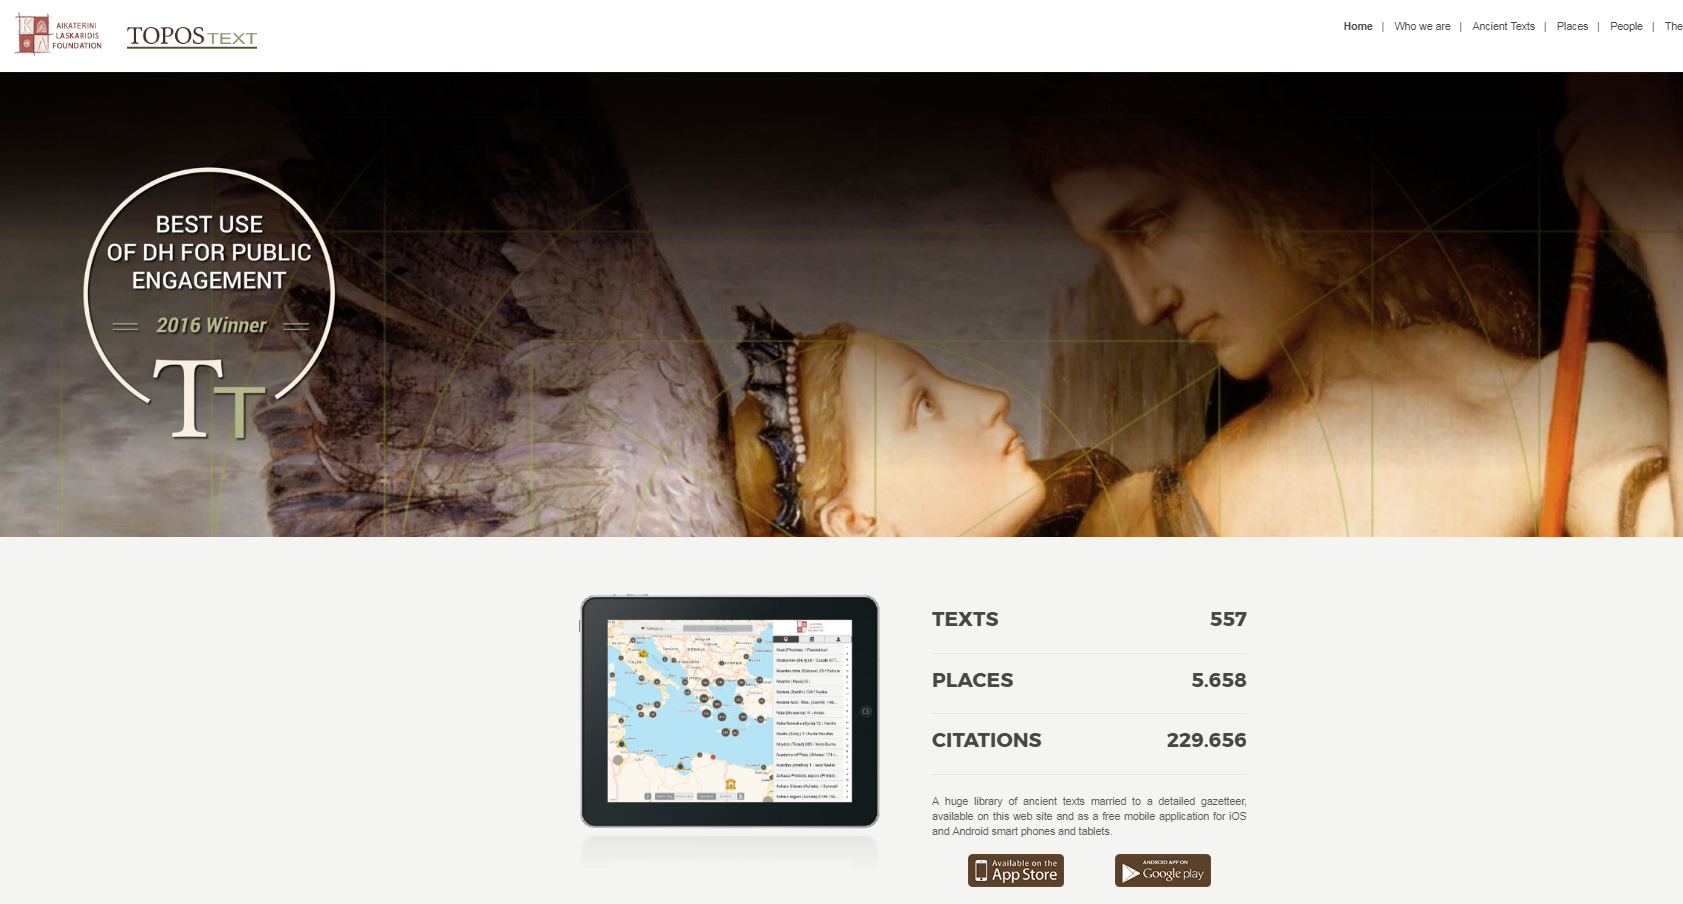 AIKATERINI
LASKARIDIS
FOUNDATION
TOPOS TEXT
Home | Who we are | Ancient Texts | Places | People | The
BEST USE
OF DH FOR PUBLIC
ENGAGEMENT
2016 Winner
TT
TEXTS 557
PLACES 5.658
CITATIONS 229.656
A huge library of ancient texts married to a detailed gazetteer,
available on this web site and as a free mobile application for iOS
and Android smart phones and tablets.
Available on the
App Store
ANDROID APP ON
Google play